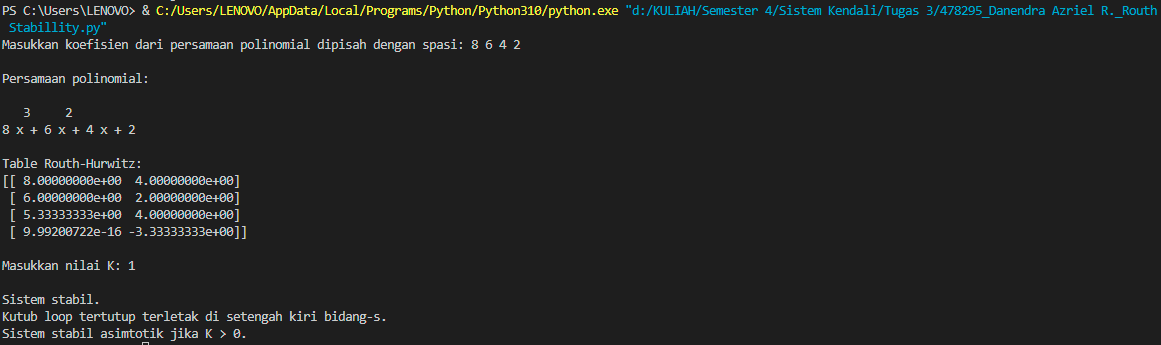 PS C:\Users\LENOVO> & C:/Users/LENOVO/AppData/Local/Programs/Python/Python310/python.exe "d:/KULIAH/Semester 4/Sistem Kendali/Tugas 3/478295_Danendra Azriel R._Routh
Stabillity.py"
Masukkan koefisien dari persamaan polinomial dipisah dengan spasi: 8 6 4 2
Persamaan polinomial:
3 2
8 x + 6 x + 4 x + 2
Table Routh-Hurwitz:
[[ 8.00000000e+00 4.00000000e+00]
[ 6.00000000e+00 2.00000000e+00]
[ 5.33333333e+00 4.00000000e+00]
[ 9.99200722e-16 -3.33333333e+00]]
Masukkan nilai K: 1
Sistem stabil.
Kutub loop tertutup terletak di setengah kiri bidang-s.
Sistem stabil asimtotik jika K > 0.